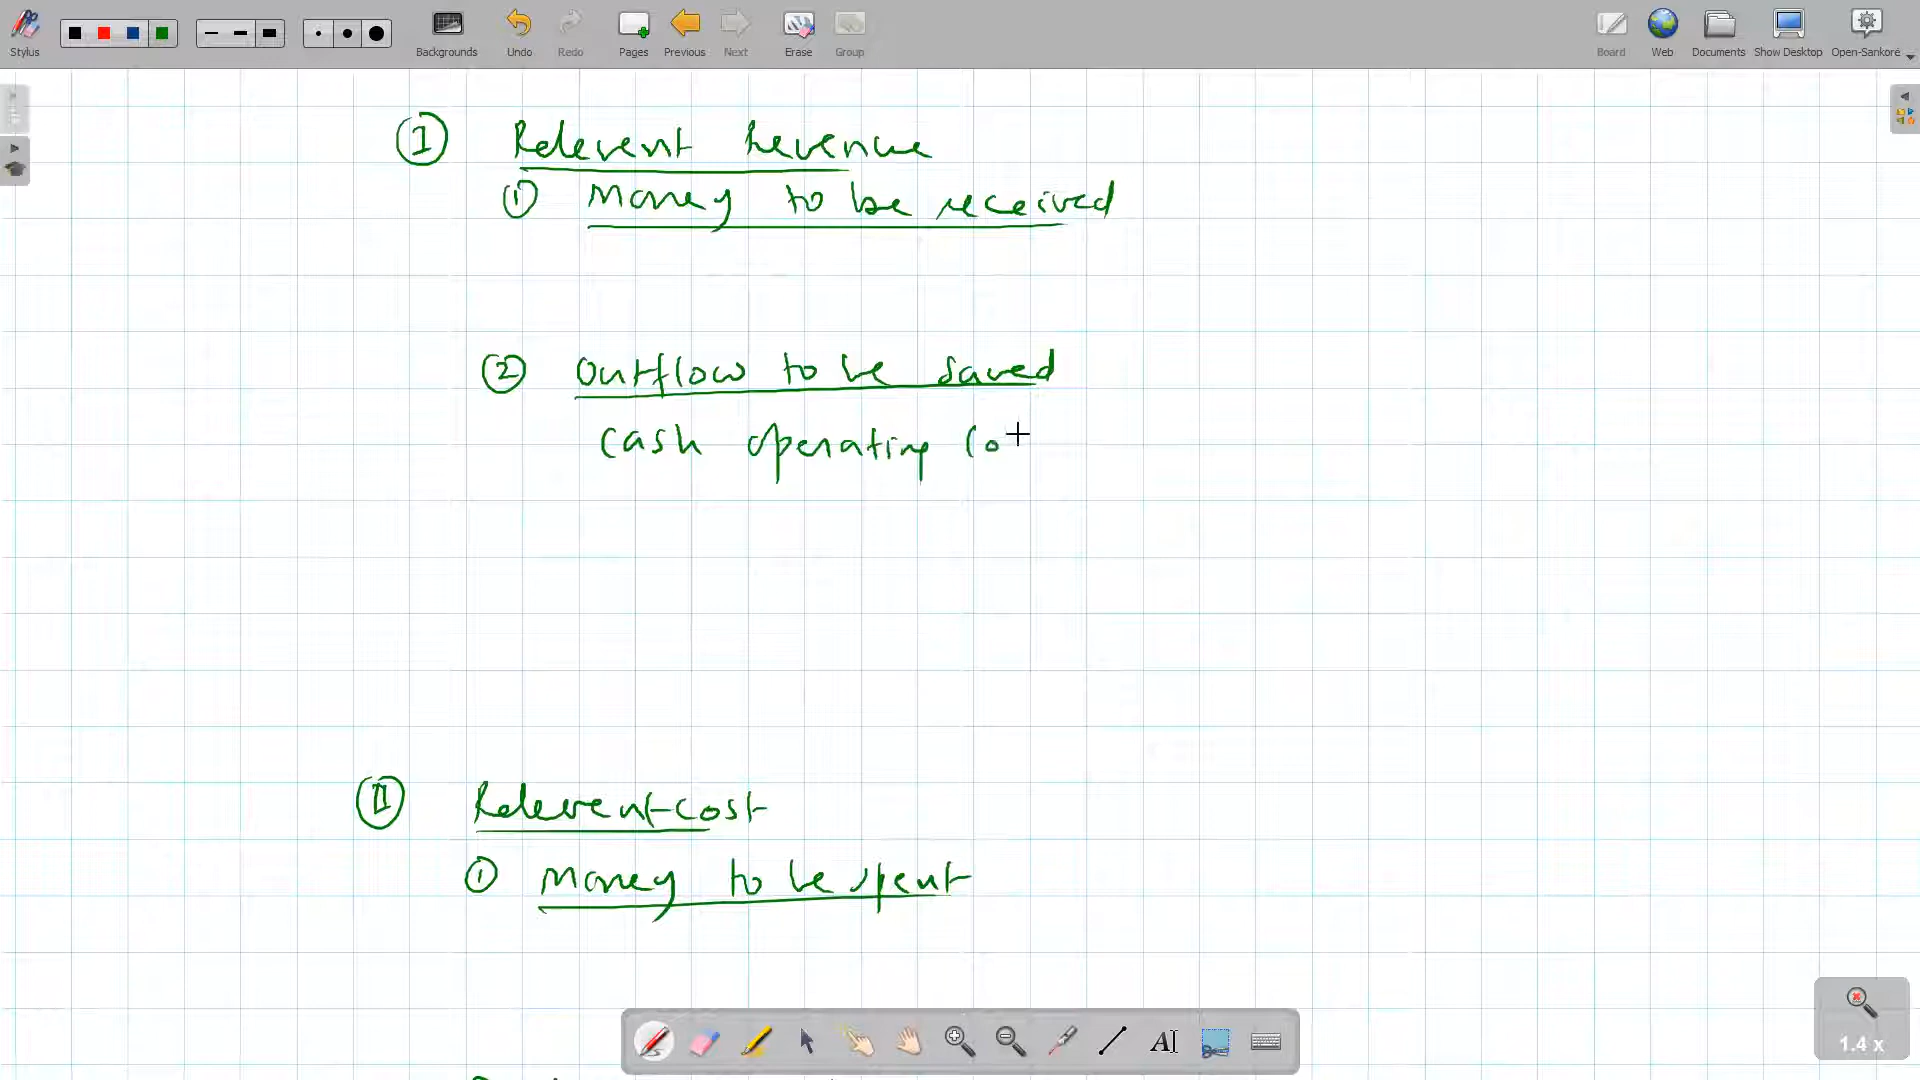 Stylus
Backgrounds
Undo
Redo
Pages
Previous
Next
Erase
Group
Board
Web
Documents
Show Desktop
Open-Sankoré
I Relevent Revenue
1 Money to be received
2 Outflow to be saved
cash operating co
II Relevent cost
1 Money to be spent
AI
1.4 x